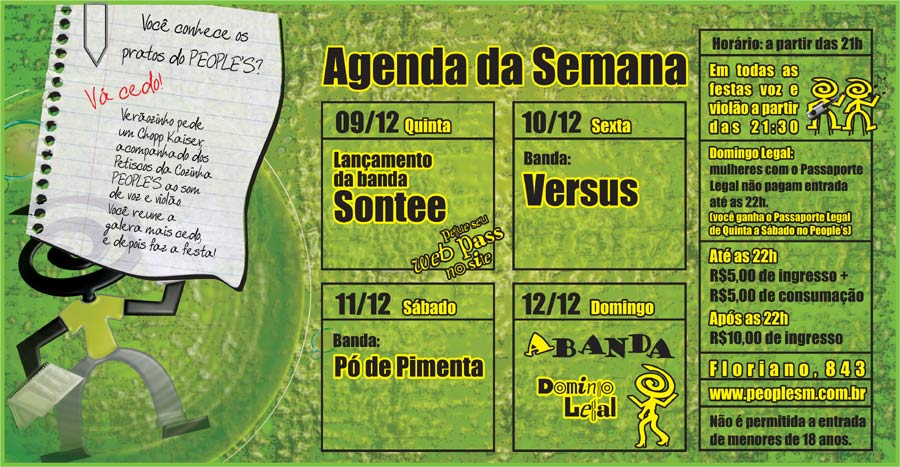 Você conhece os
pratos do PEOPLE'S?
Vá cedo!
Verãozinho pede
um Chopp Kaiser,
acompanhado dos
Petiscos da Cozinha
PEOPLE'S ao som
de voz e violão.
Você reune a
galera mais cedo,
e depois faz a festa!
Agenda da Semana
09/12 Quinta
Lançamento
da banda
Sontee
Pegue seu
web pass
no site
10/12 Sexta
Banda:
Versus
11/12 Sábado
Banda:
Pó de Pimenta
12/12 Domingo
A BANDA
Domingo
Legal
Horário: a partir das 21h
Em todas as
festas voz e
violão a partir
das 21:30
Domingo Legal:
mulheres com o Passaporte
Legal não pagam entrada
até as 22h.
(você ganha o Passaporte Legal
de Quinta a Sábado no People's)
Até as 22h
R$5,00 de ingresso +
R$5,00 de consumação
Após as 22h
R$10,00 de ingresso
Floriano, 843
www.peoplesm.com.br
Não é permitida a entrada
de menores de 18 anos.